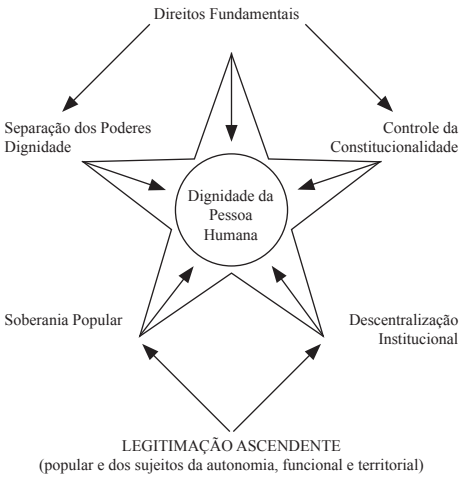 Direitos Fundamentais
Separação dos Poderes
Dignidade
Controle da
Constitucionalidade
Dignidade da
Pessoa
Humana
Soberania Popular
Descentralização
Institucional
LEGITIMAÇÃO ASCENDENTE
(popular e dos sujeitos da autonomia, funcional e territorial)